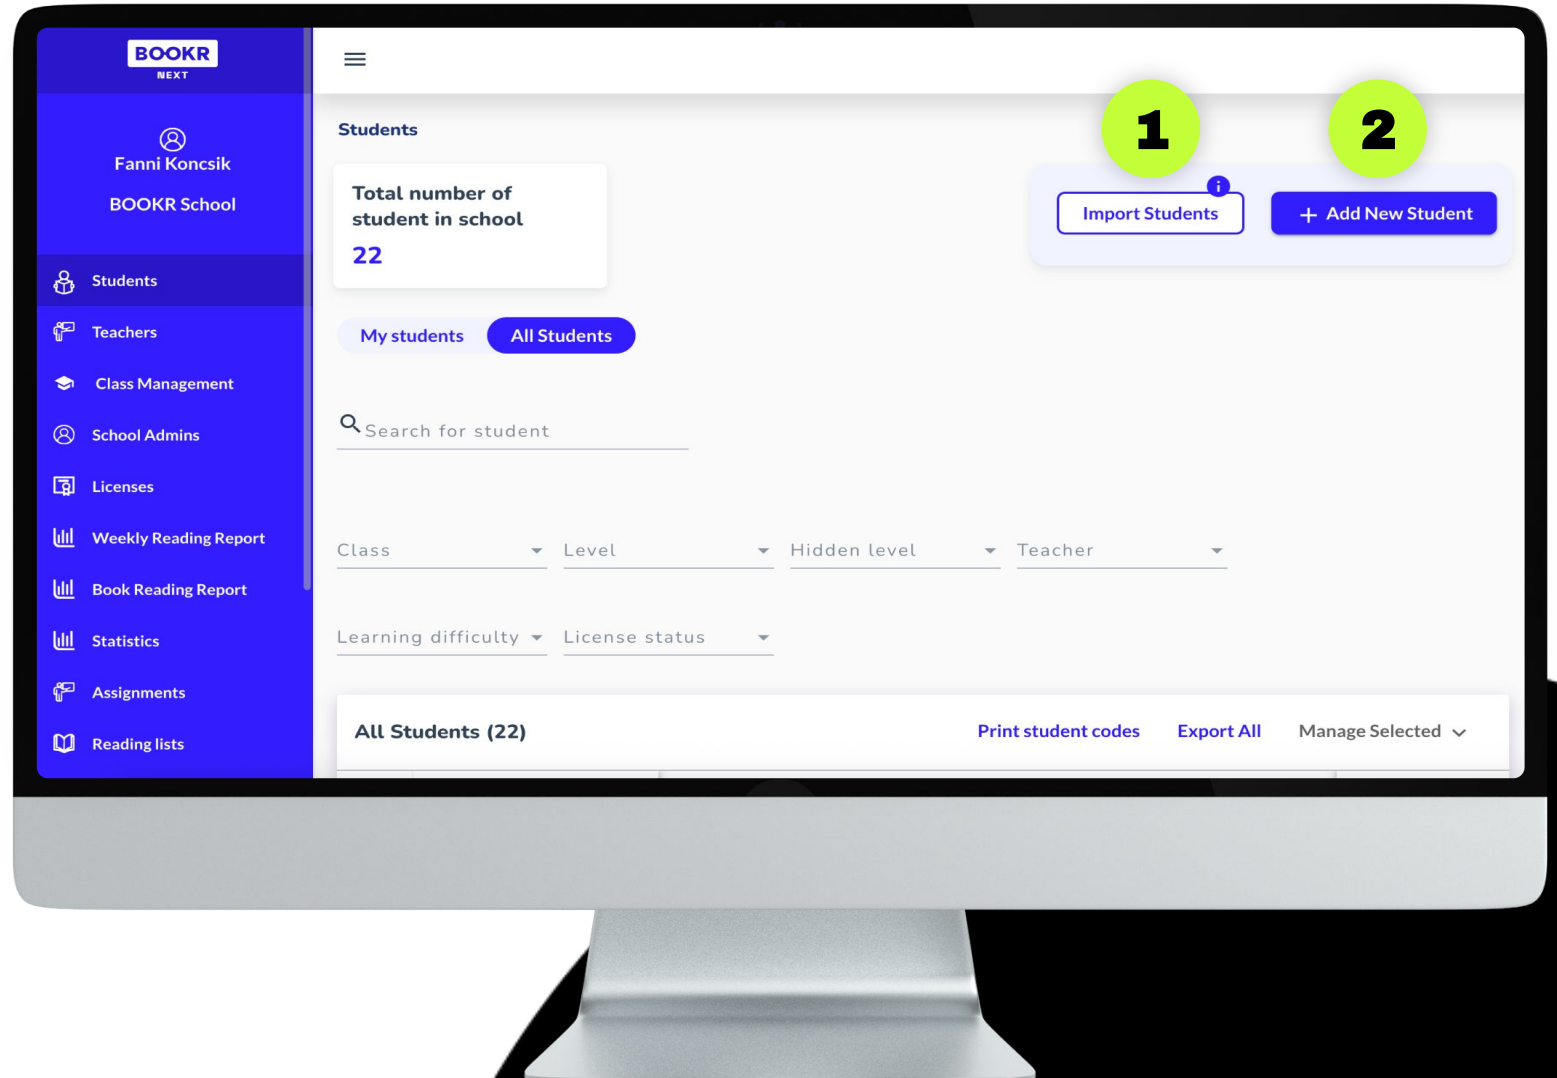 BOOKR
NEXT
Fanni Koncsik
BOOKR School
Students
Teachers
Class Management
School Admins
Licenses
Weekly Reading Report
Book Reading Report
Statistics
Assignments
Reading lists
Students
Total number of
student in school
22
1
2
i
Import Students
+ Add New Student
My students
All Students
Search for student
Class
Level
Hidden level
Teacher
Learning difficulty
License status
All Students (22)
Print student codes
Export All
Manage Selected